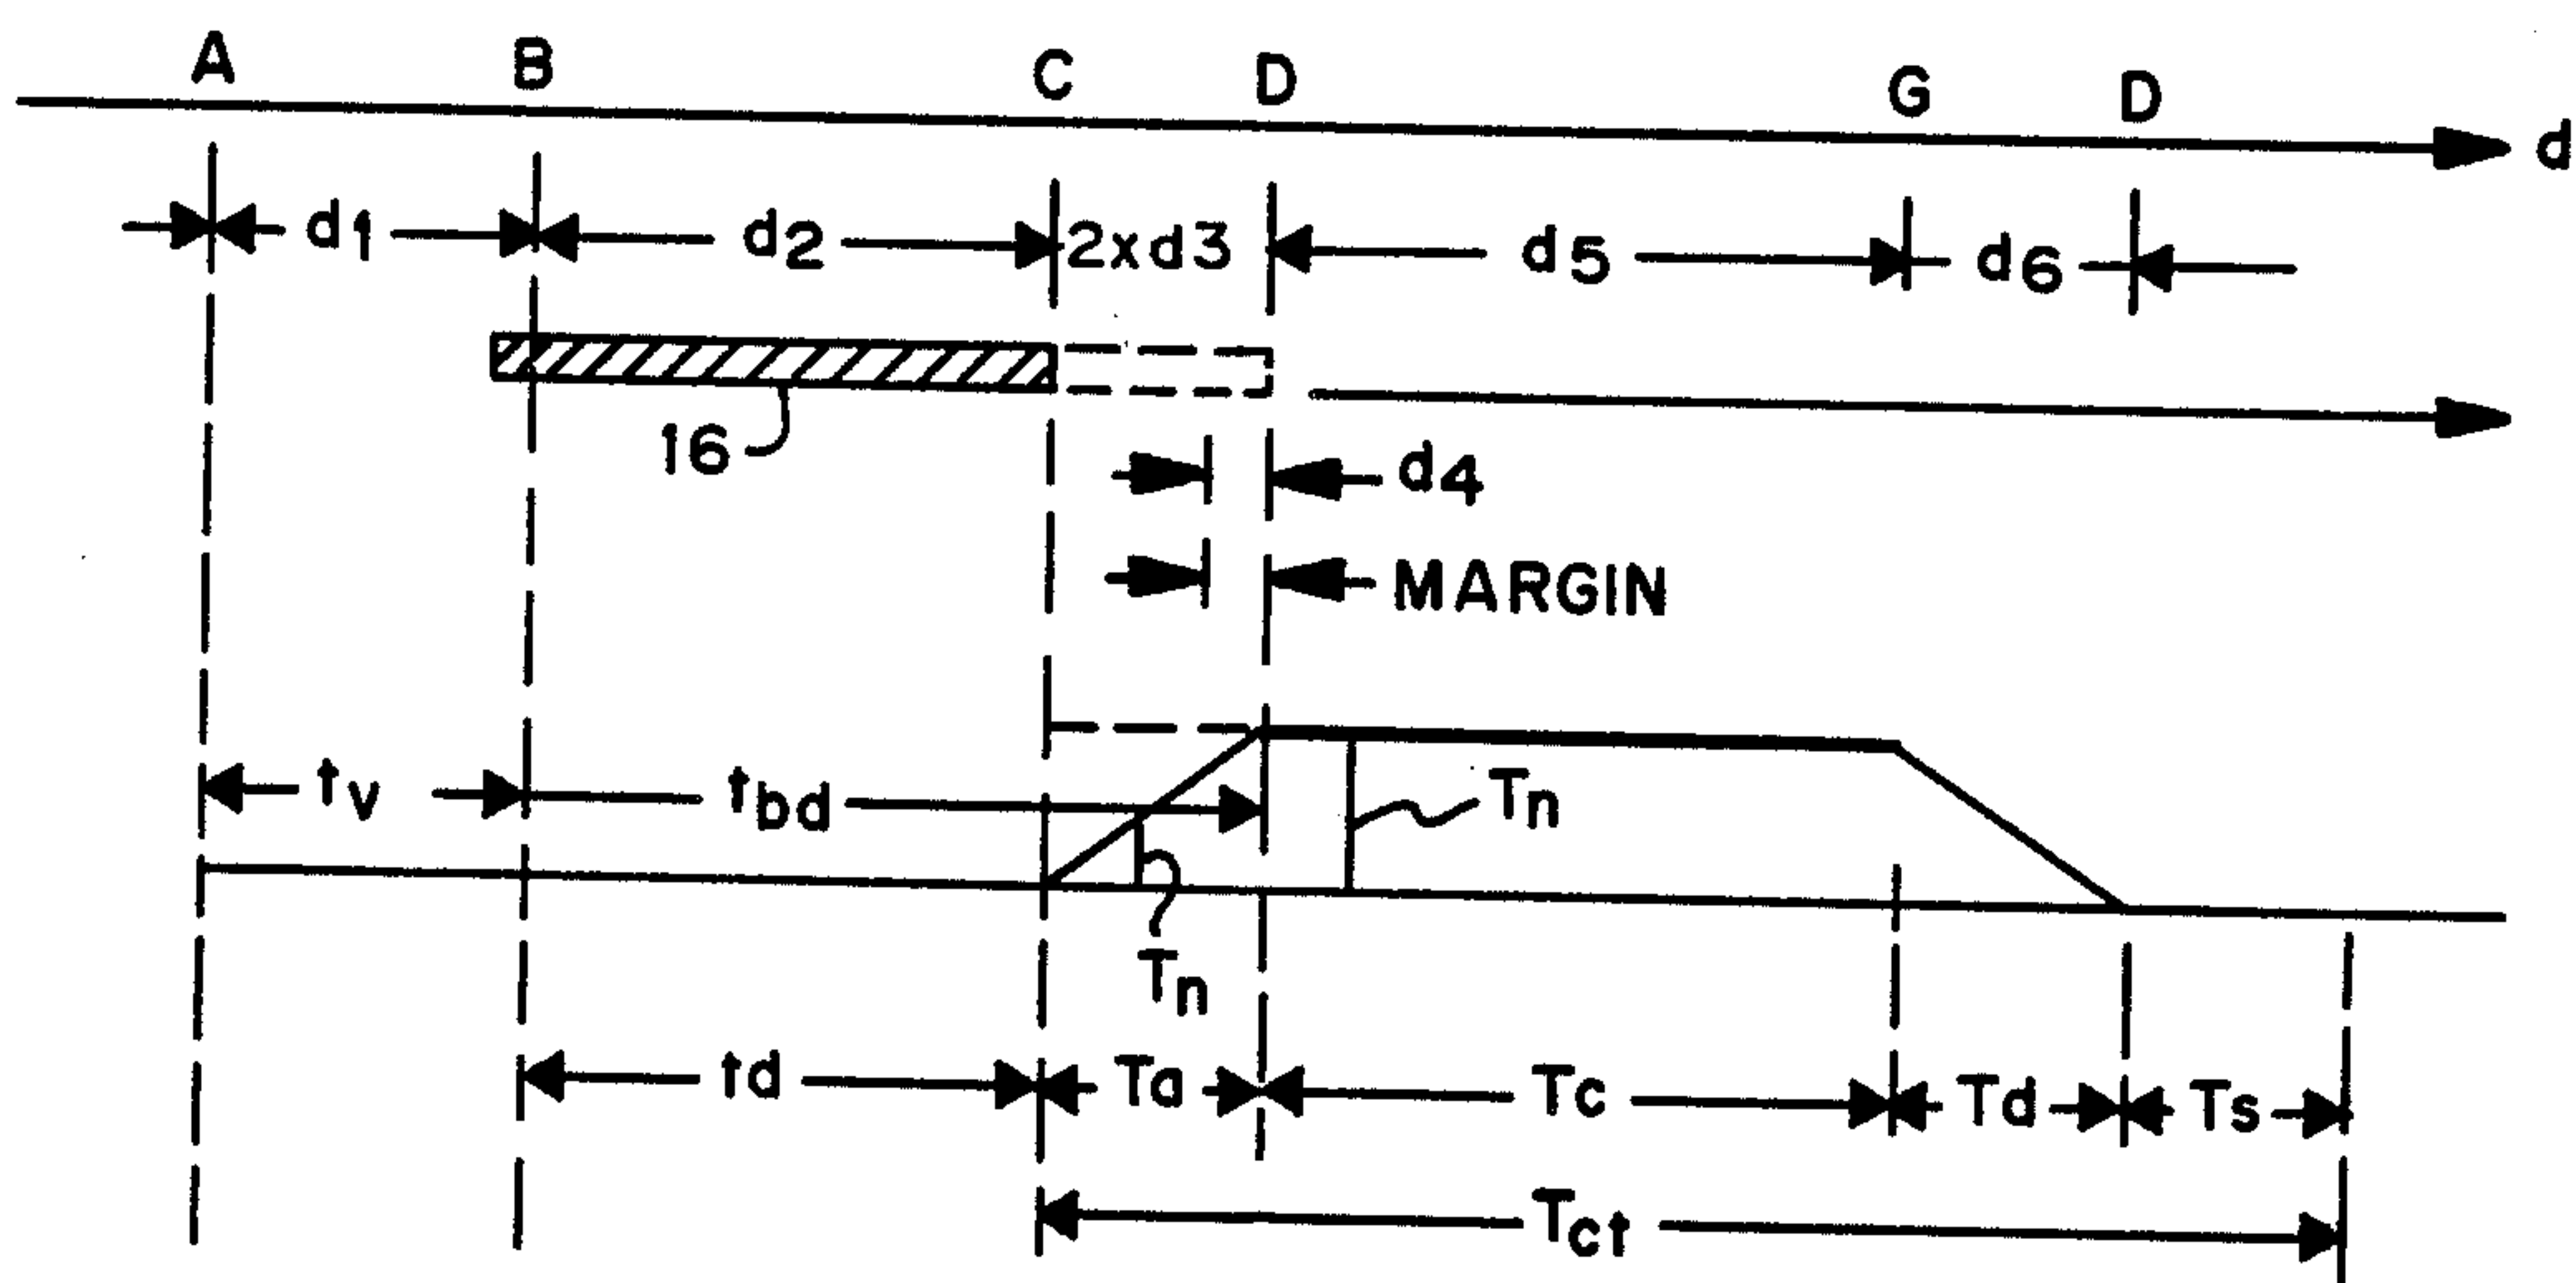 A B C D G D
d
d1 d2 2xd3 d5 d6
16
d4
MARGIN
tv tbd Tn
Tn
td Ta Tc Td Ts
Tct